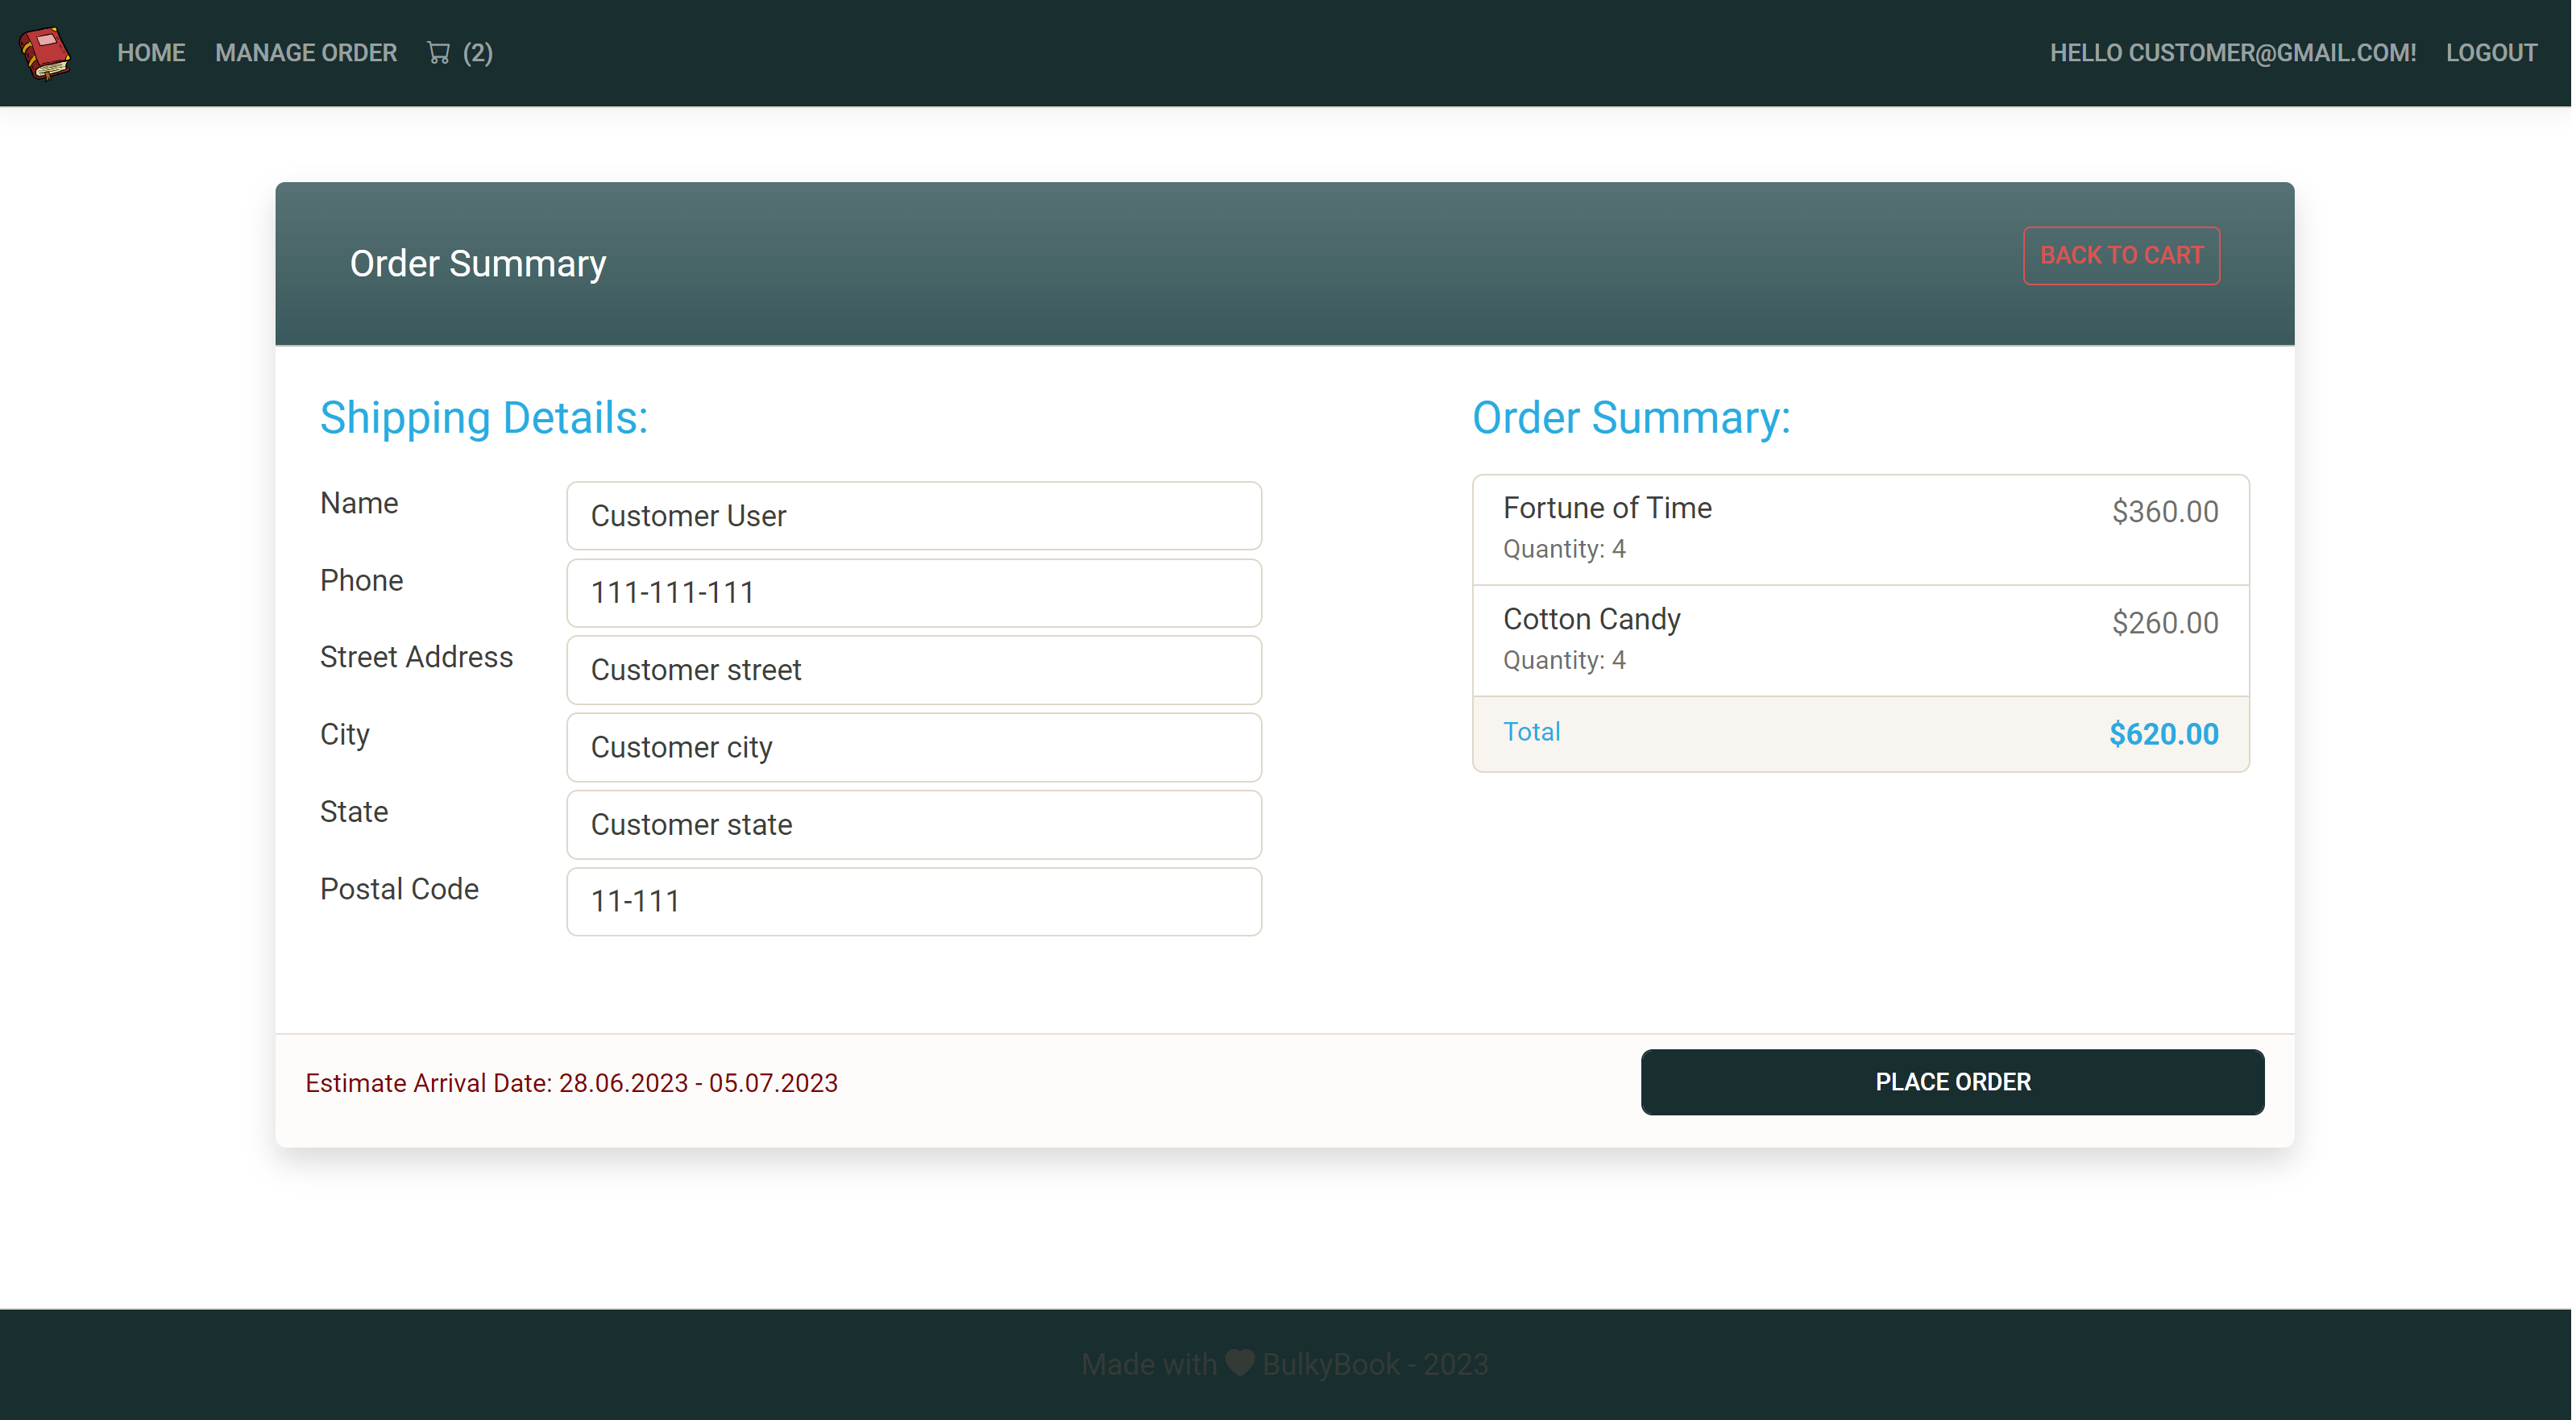 HOME MANAGE ORDER (2) HELLO CUSTOMER@GMAIL.COM! LOGOUT
Order Summary
BACK TO CART
Shipping Details:
Name
Customer User
Phone
111-111-111
Street Address
Customer street
City
Customer city
State
Customer state
Postal Code
11-111
Order Summary:
Fortune of Time $360.00
Quantity: 4
Cotton Candy $260.00
Quantity: 4
Total $620.00
Estimate Arrival Date: 28.06.2023 - 05.07.2023
PLACE ORDER
Made with BulkyBook - 2023